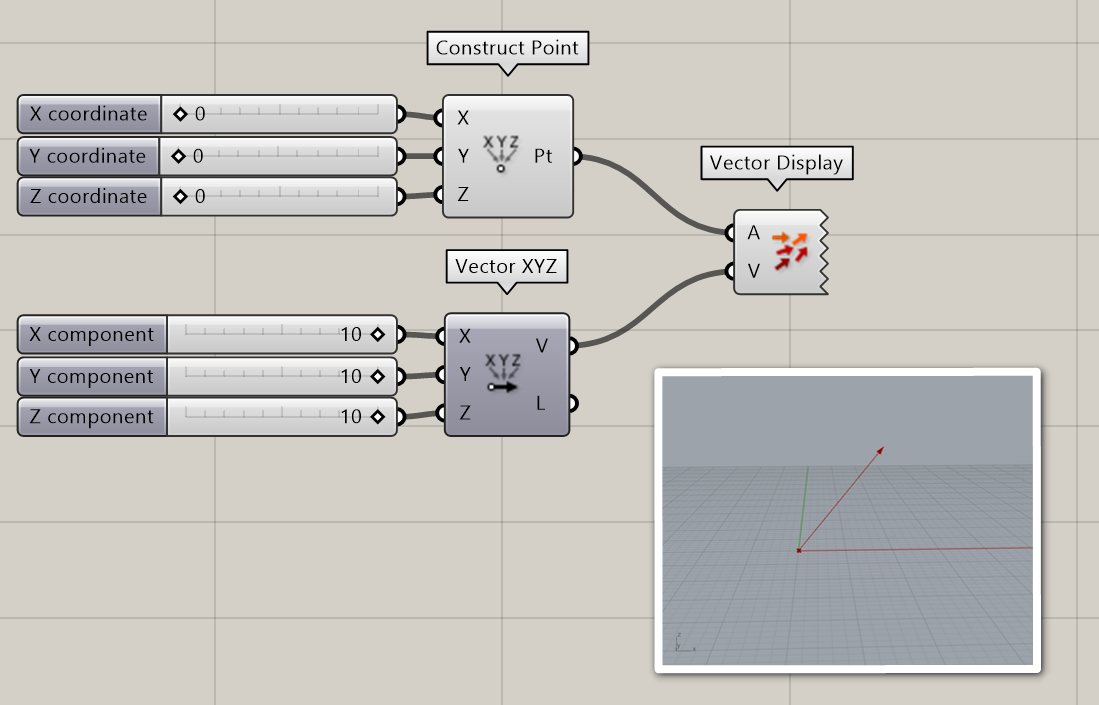 Construct Point
X coordinate 0
Y coordinate 0
Z coordinate 0
X
Y
Z
XYZ
Pt
Vector Display
A
V
Vector XYZ
X component 10
Y component 10
Z component 10
X
Y
Z
XYZ
V
L
z
y
x